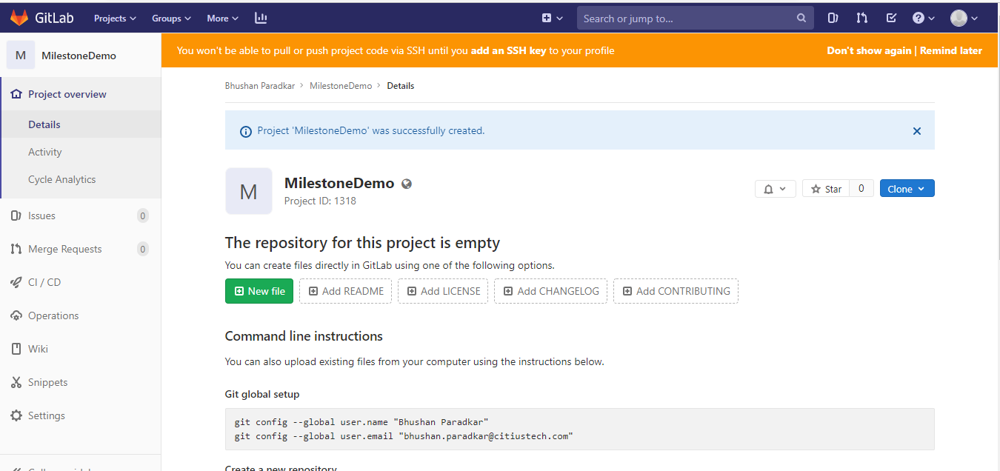 GitLab Projects Groups More Search or jump to...
M MilestoneDemo
You won't be able to pull or push project code via SSH until you add an SSH key to your profile Don't show again | Remind later
Project overview
Details
Activity
Cycle Analytics
Issues 0
Merge Requests 0
CI / CD
Operations
Wiki
Snippets
Settings
Bhushan Paradkar > MilestoneDemo > Details
Project 'MilestoneDemo' was successfully created.
M
MilestoneDemo
Project ID: 1318
Star 0 Clone
The repository for this project is empty
You can create files directly in GitLab using one of the following options.
New file Add README Add LICENSE Add CHANGELOG Add CONTRIBUTING
Command line instructions
You can also upload existing files from your computer using the instructions below.
Git global setup
git config --global user.name "Bhushan Paradkar"
git config --global user.email "bhushan.paradkar@citiustech.com"
Create a new repository